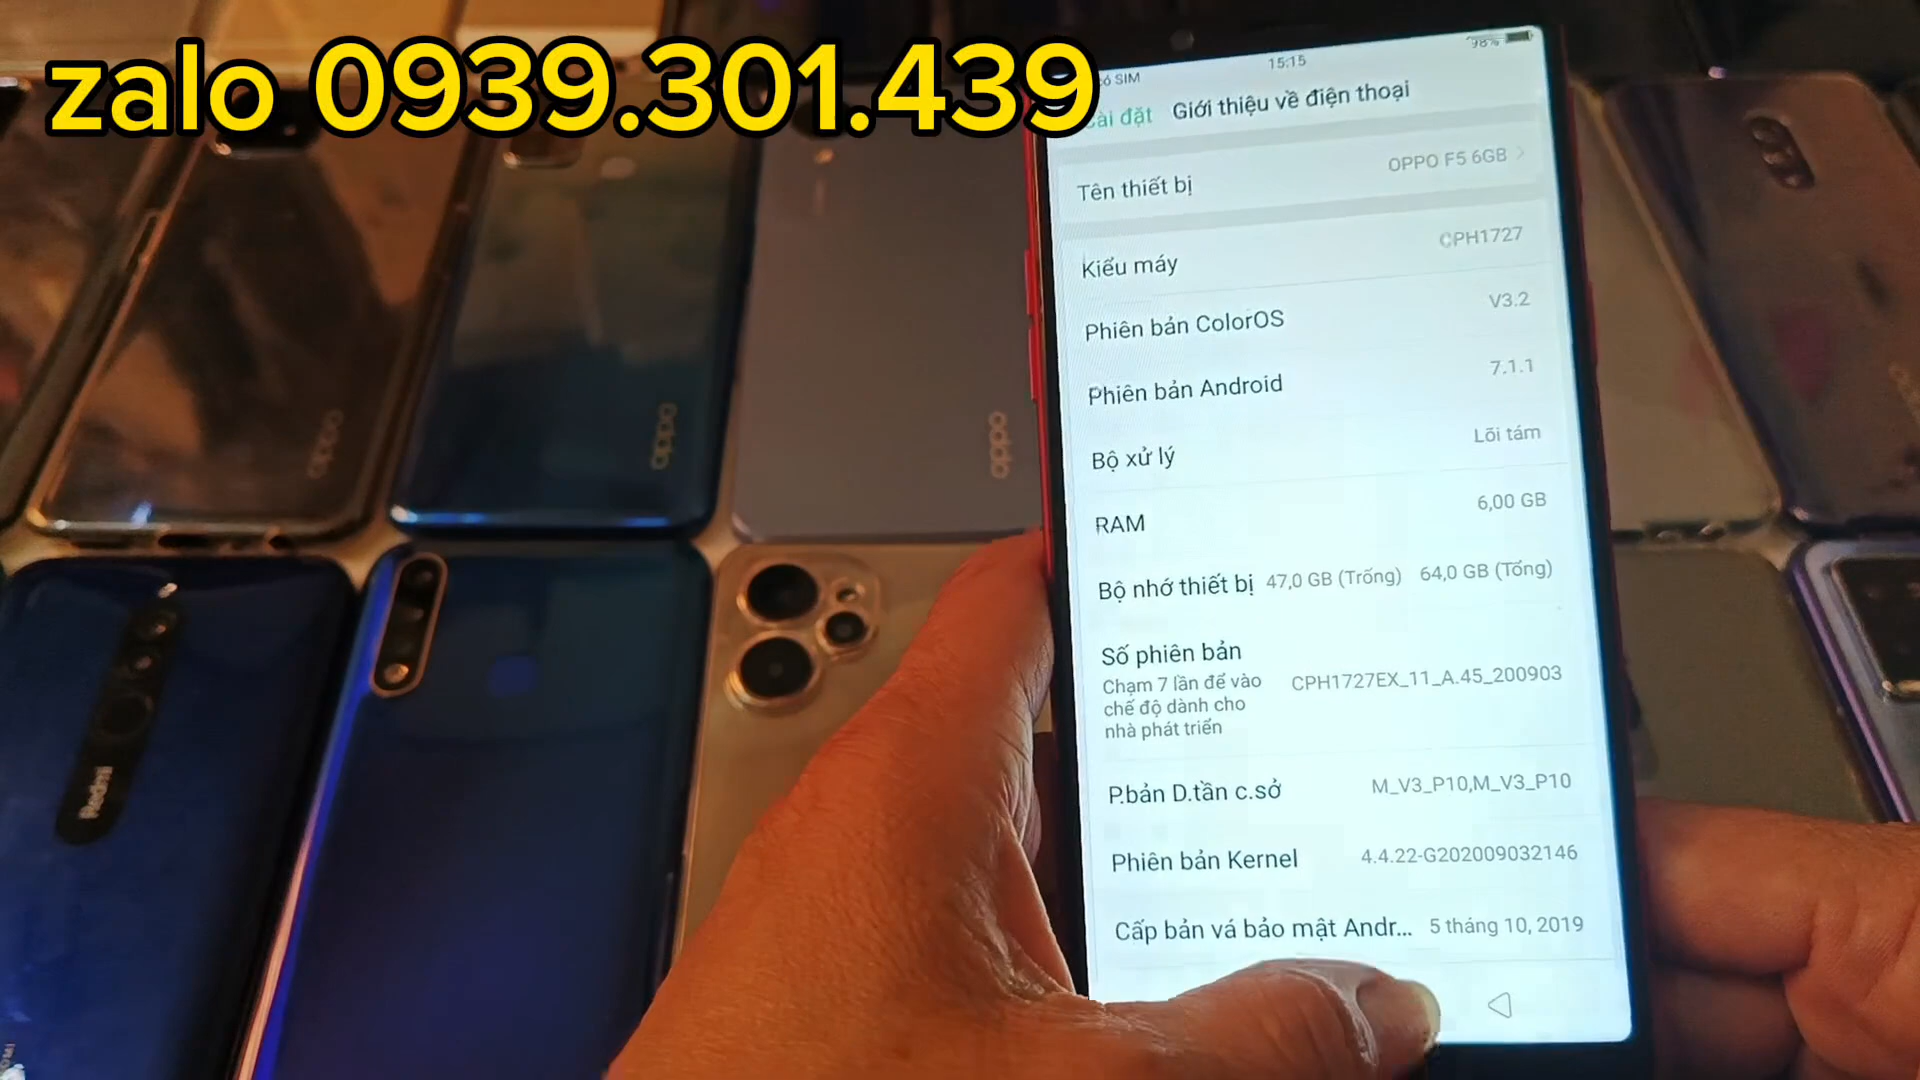 zalo 0939.301.439
15:15
98%
Giới thiệu về điện thoại
Tên thiết bị
OPPO F5 6GB
Kiểu máy
CPH1727
Phiên bản ColorOS
V3.2
Phiên bản Android
7.1.1
Bộ xử lý
Lõi tám
RAM
6,00 GB
Bộ nhớ thiết bị 47,0 GB (Trống) 64,0 GB (Tổng)
Số phiên bản
Chạm 7 lần để vào
chế độ dành cho
nhà phát triển
CPH1727EX_11_A.45_200903
P.bản D.tần c.sở
M_V3_P10,M_V3_P10
Phiên bản Kernel
4.4.22-G202009032146
Cấp bản vá bảo mật Andr... 5 tháng 10, 2019
oppo
oppo
oppo
Redmi